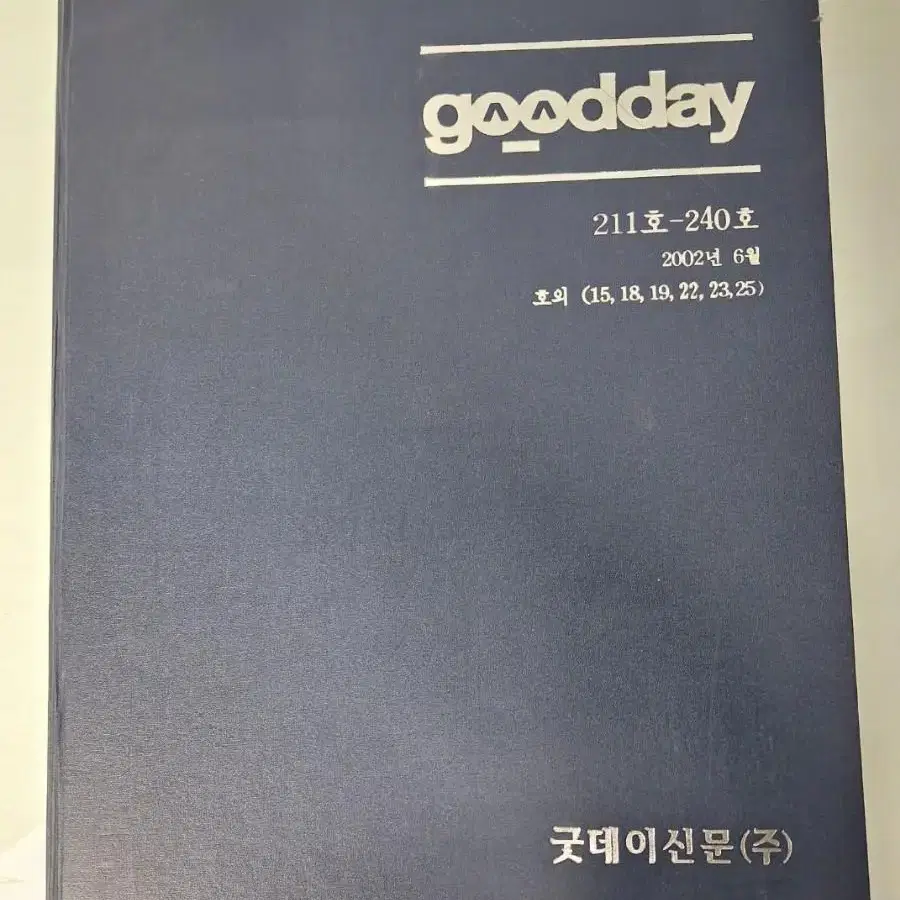 goodday
211호-240호
2002년 6월
호외 (15, 18, 19, 22, 23, 25)
굿데이신문(주)